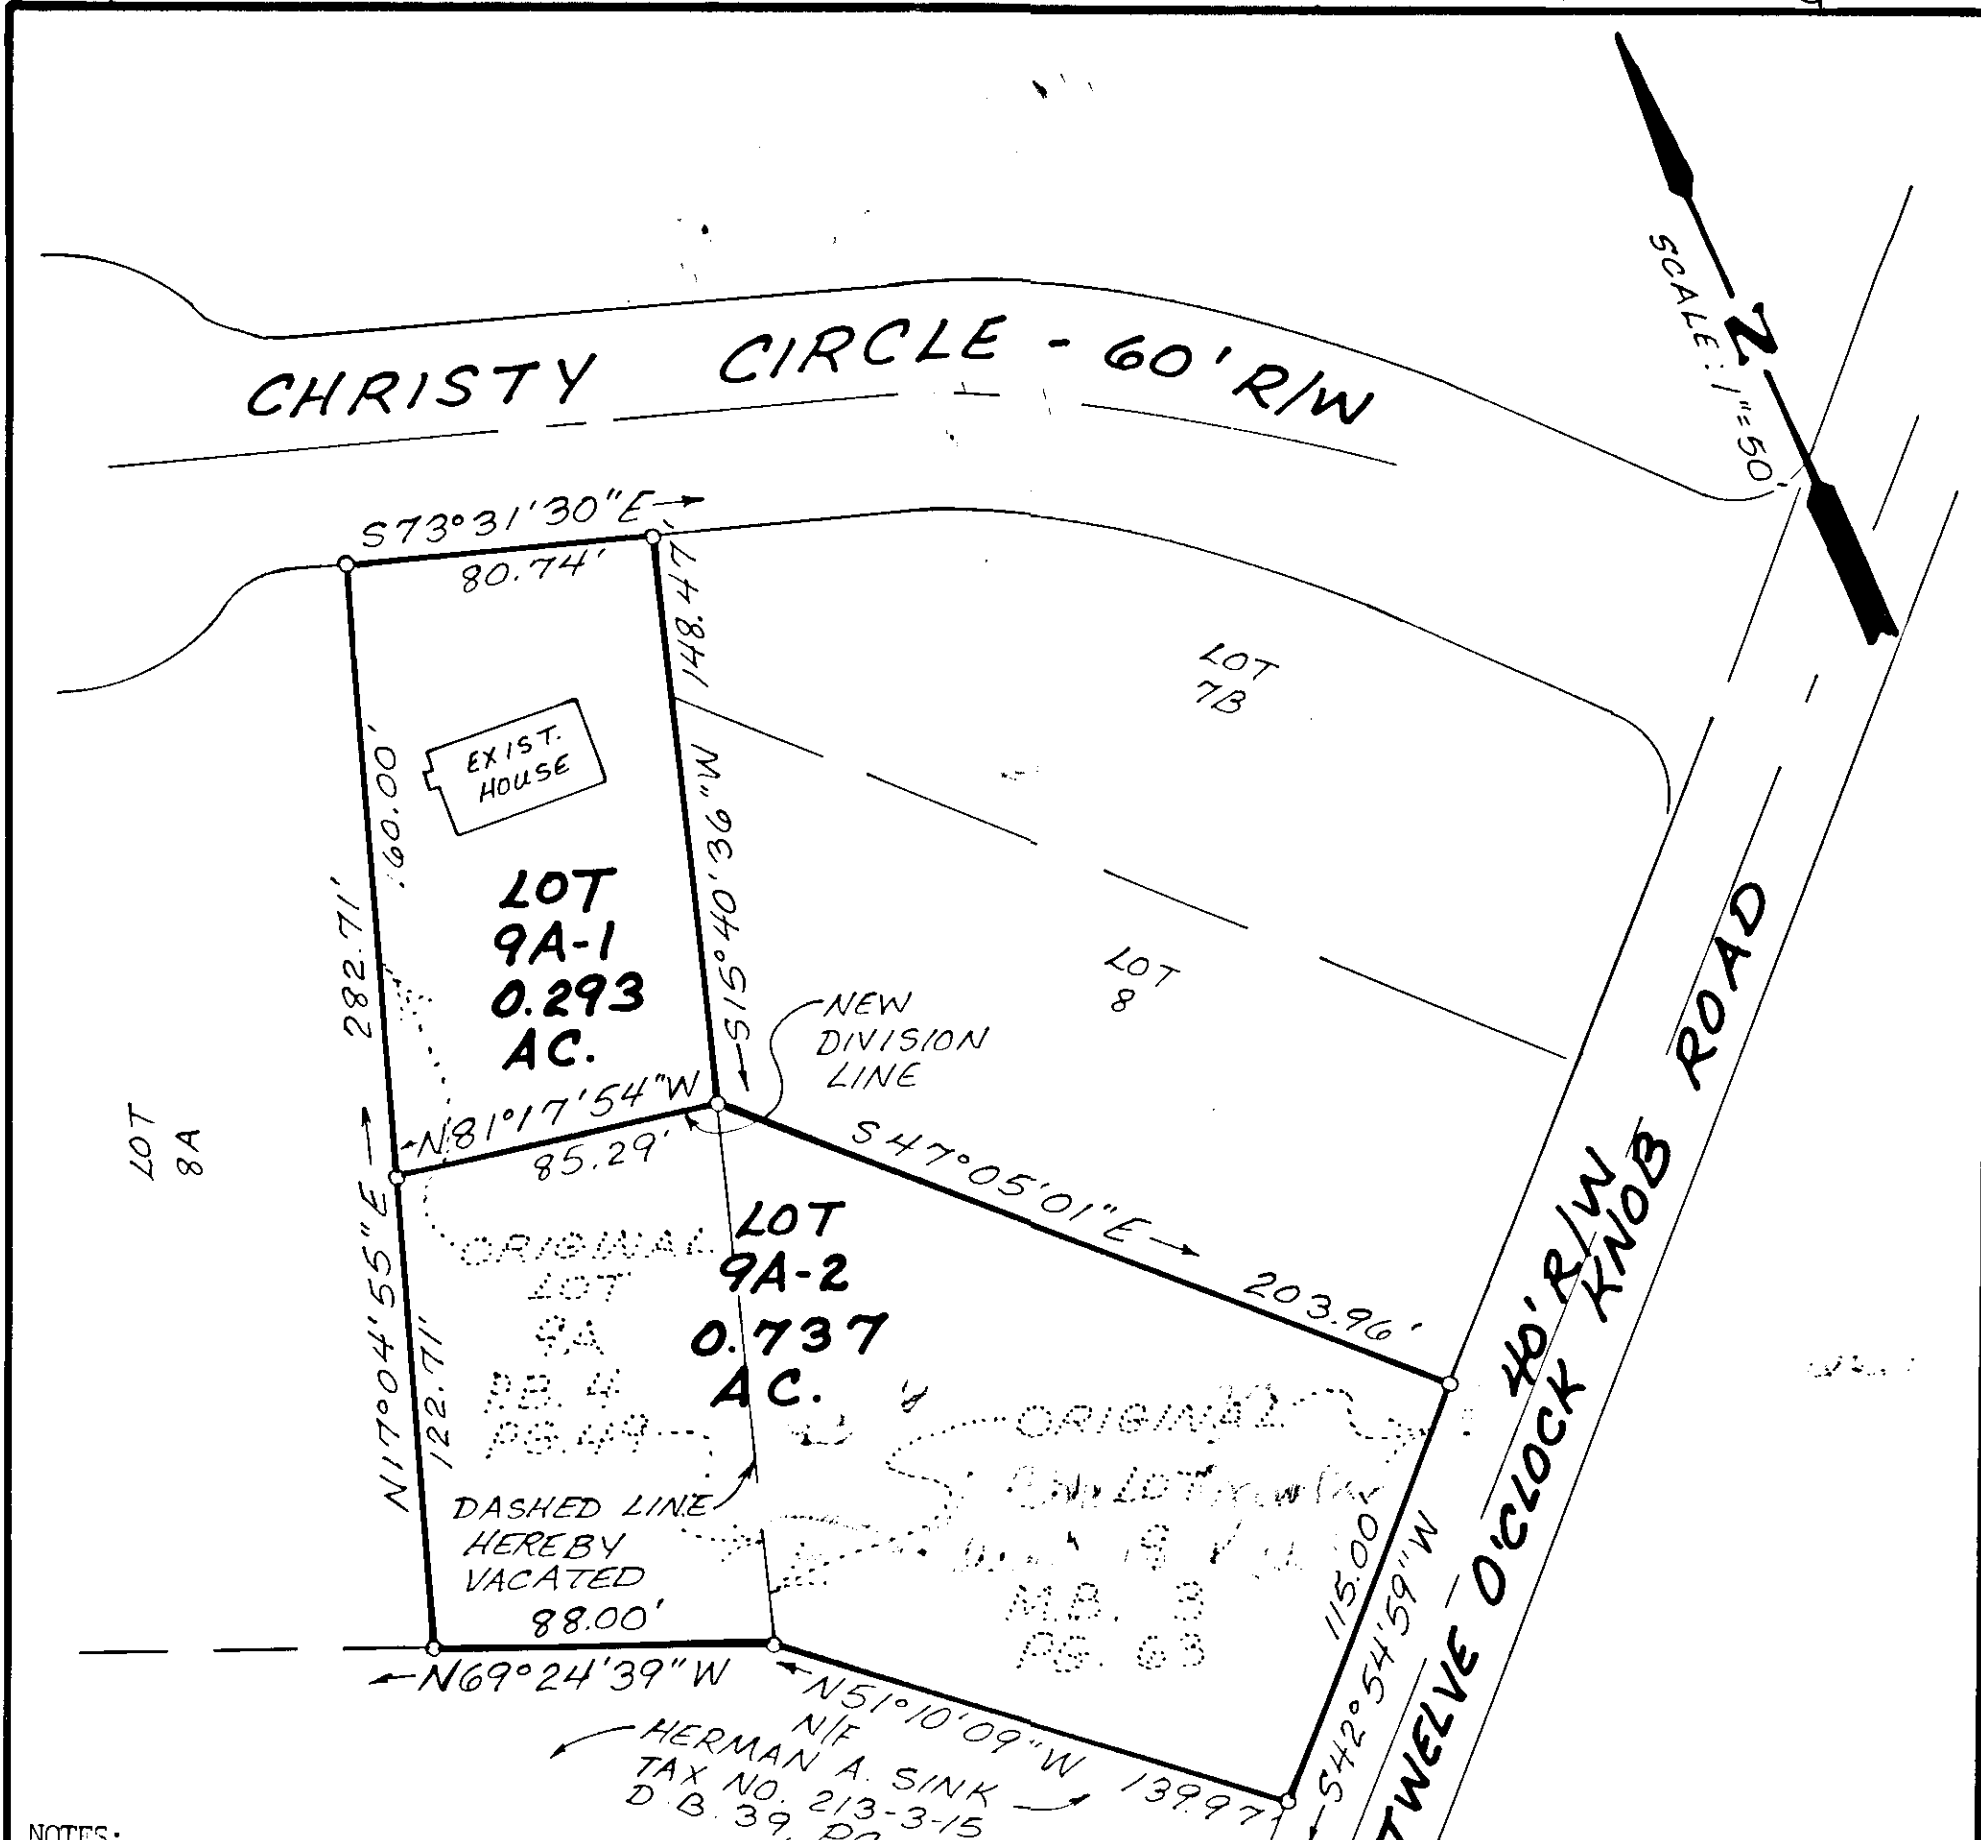 N
SCALE: 1"=50'
CHRISTY CIRCLE - 60' R/W
S73°31'30"E
80.74'
148.47'
S15°40'36"W
LOT
7B
EXIST.
HOUSE
160.00'
282.71'
LOT
9A-1
0.293
AC.
LOT
8
NEW
DIVISION
LINE
N81°17'54"W
85.29'
LOT
8A
S47°05'01"E
203.96'
N17°04'55"E
122.71'
ORIGINAL
LOT
9A
P.B. 4
PG. 49
LOT
9A-2
0.737
AC.
ORIGINAL
LOT
9
M.B. 3
PG. 63
DASHED LINE
HEREBY
VACATED
88.00'
N69°24'39"W
N51°10'09"W
139.97'
115.00'
S42°54'59"W
40' R/W
TWELVE O'CLOCK KNOB ROAD
N/F
HERMAN A. SINK
TAX NO. 213-3-15
D.B. 39, PG
NOTES: